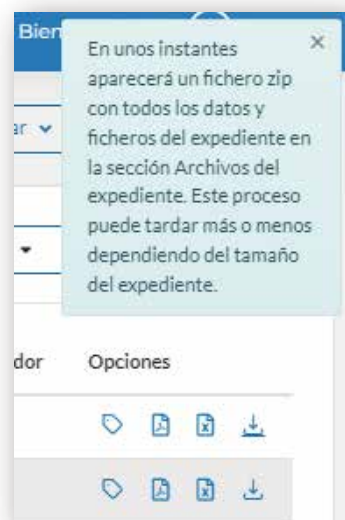 Bien
En unos instantes
aparecerá un fichero zip
con todos los datos y
ficheros del expediente en
la sección Archivos del
expediente. Este proceso
puede tardar más o menos
dependiendo del tamaño
del expediente.
×
ar
dor Opciones